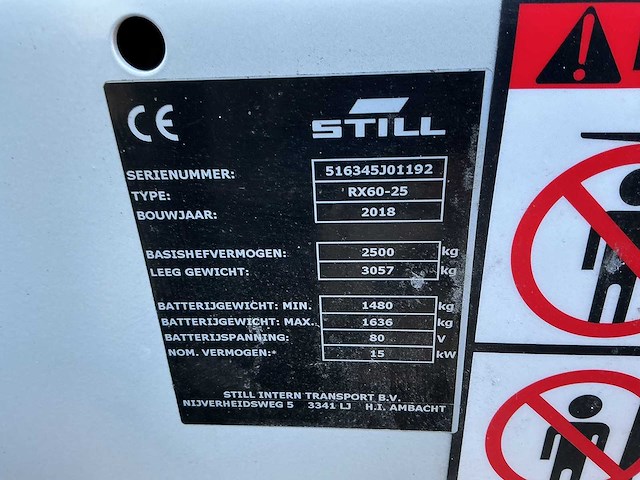 CE
STILL
SERIENUMMER: 516345J01192
TYPE: RX60-25
BOUWJAAR: 2018
BASISHEFVERMOGEN: 2500 kg
LEEG GEWICHT: 3057 kg
BATTERIJGEWICHT: MIN. 1480 kg
BATTERIJGEWICHT: MAX. 1636 kg
BATTERIJSPANNING: 80 V
NOM. VERMOGEN:* 15 kW
STILL INTERN TRANSPORT B.V.
NIJVERHEIDSWEG 5 3341 LJ H.I. AMBACHT